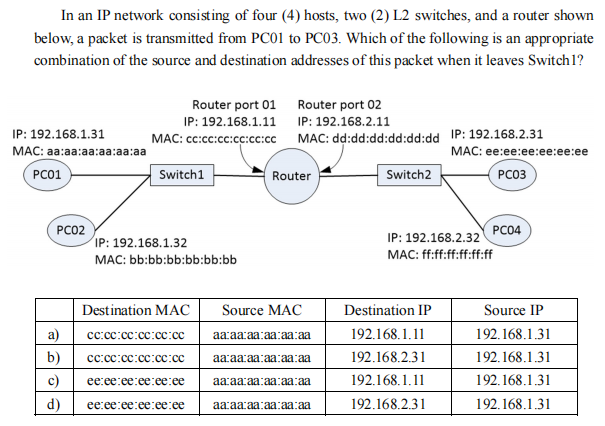 In an IP network consisting of four (4) hosts, two (2) L2 switches, and a router shown
below, a packet is transmitted from PC01 to PC03. Which of the following is an appropriate
combination of the source and destination addresses of this packet when it leaves Switch1?
Router port 01
IP: 192.168.1.11
MAC: cc:cc:cc:cc:cc:cc
Router port 02
IP: 192.168.2.11
MAC: dd:dd:dd:dd:dd:dd
IP: 192.168.1.31
MAC: aa:aa:aa:aa:aa:aa
IP: 192.168.2.31
MAC: ee:ee:ee:ee:ee:ee
PC01
Switch1
Router
Switch2
PC03
PC02
IP: 192.168.1.32
MAC: bb:bb:bb:bb:bb:bb
PC04
IP: 192.168.2.32
MAC: ff:ff:ff:ff:ff:ff
Destination MAC Source MAC Destination IP Source IP
a) cc:cc:cc:cc:cc:cc aa:aa:aa:aa:aa:aa 192.168.1.11 192.168.1.31
b) cc:cc:cc:cc:cc:cc aa:aa:aa:aa:aa:aa 192.168.2.31 192.168.1.31
c) ee:ee:ee:ee:ee:ee aa:aa:aa:aa:aa:aa 192.168.1.11 192.168.1.31
d) ee:ee:ee:ee:ee:ee aa:aa:aa:aa:aa:aa 192.168.2.31 192.168.1.31